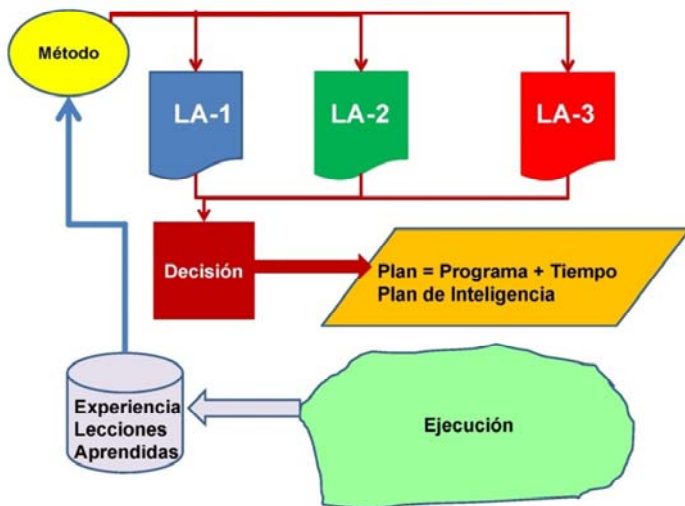 Método
LA-1
LA-2
LA-3
Decisión
Plan = Programa + Tiempo
Plan de Inteligencia
Experiencia
Lecciones
Aprendidas
Ejecución